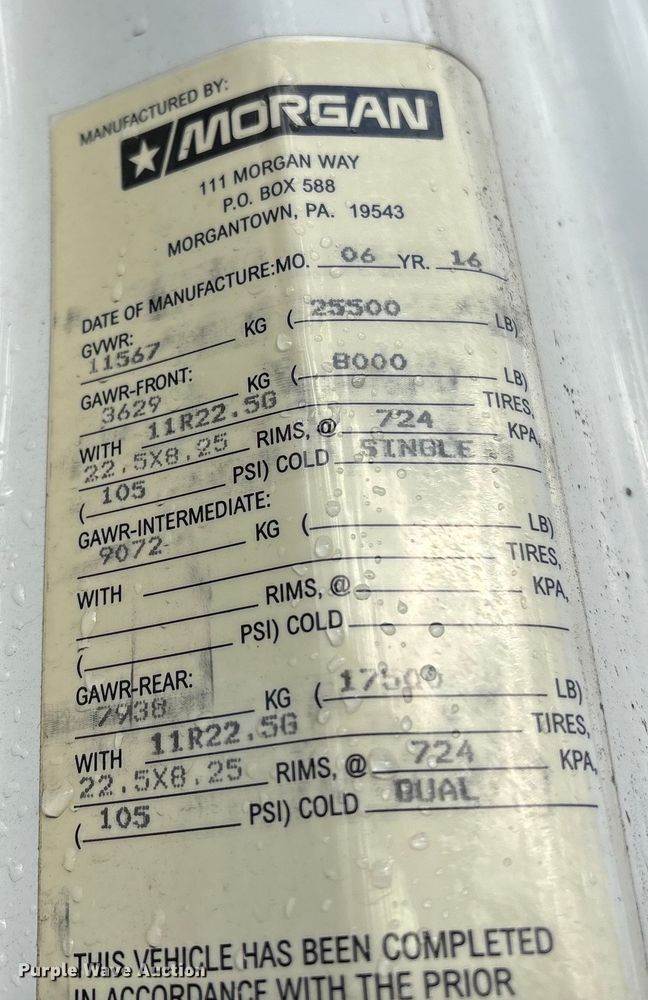 MANUFACTURED BY:
MORGAN
111 MORGAN WAY
P.O. BOX 588
MORGANTOWN, PA. 19543
DATE OF MANUFACTURE: MO. 06 YR. 16
GVWR:
11567 KG (25500 LB)
GAWR-FRONT:
3629 KG (8000 LB)
WITH 11R22.5G TIRES,
22.5X8.25 RIMS, @ 724 KPA,
(105 PSI) COLD SINGLE
GAWR-INTERMEDIATE:
9072 KG ( LB)
WITH TIRES,
RIMS, @ KPA,
( PSI) COLD
GAWR-REAR:
7938 KG (17500 LB)
WITH 11R22.5G TIRES,
22.5X8.25 RIMS, @ 724 KPA,
(105 PSI) COLD DUAL
THIS VEHICLE HAS BEEN COMPLETED
IN ACCORDANCE WITH THE PRIOR
Purple Wave Auction